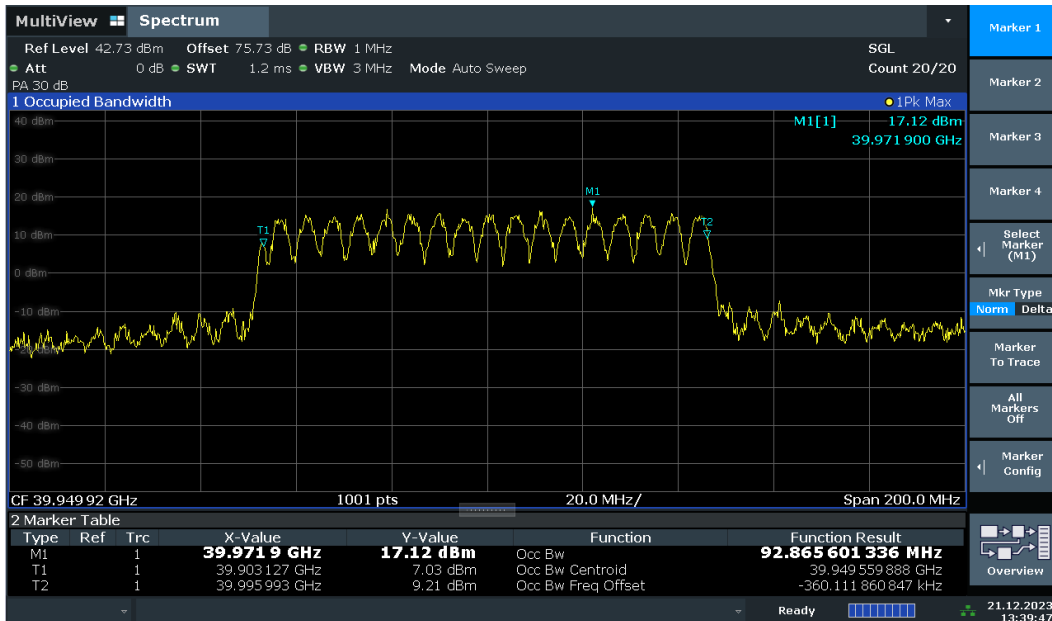 MultiView Spectrum
Ref Level 42.73 dBm Offset 75.73 dB RBW 1 MHz SGL
Att 0 dB SWT 1.2 ms VBW 3 MHz Mode Auto Sweep Count 20/20
PA 30 dB
1 Occupied Bandwidth 1Pk Max
40 dBm
M1[1] 17.12 dBm
39.971 900 GHz
30 dBm
20 dBm
M1
T1
T2
10 dBm
0 dBm
-10 dBm
-20 dBm
-30 dBm
-40 dBm
-50 dBm
CF 39.949 92 GHz 1001 pts 20.0 MHz/ Span 200.0 MHz
2 Marker Table
Type Ref Trc X-Value Y-Value Function Function Result
M1 1 39.971 9 GHz 17.12 dBm Occ Bw 92.865 601 336 MHz
T1 1 39.903 127 GHz 7.03 dBm Occ Bw Centroid 39.949 559 888 GHz
T2 1 39.995 993 GHz 9.21 dBm Occ Bw Freq Offset -360.111 860 847 kHz
Ready 21.12.2023
13:39:47
Marker 1
Marker 2
Marker 3
Marker 4
Select
Marker
(M1)
Mkr Type
Norm Delta
Marker
To Trace
All
Markers
Off
Marker
Config
Overview